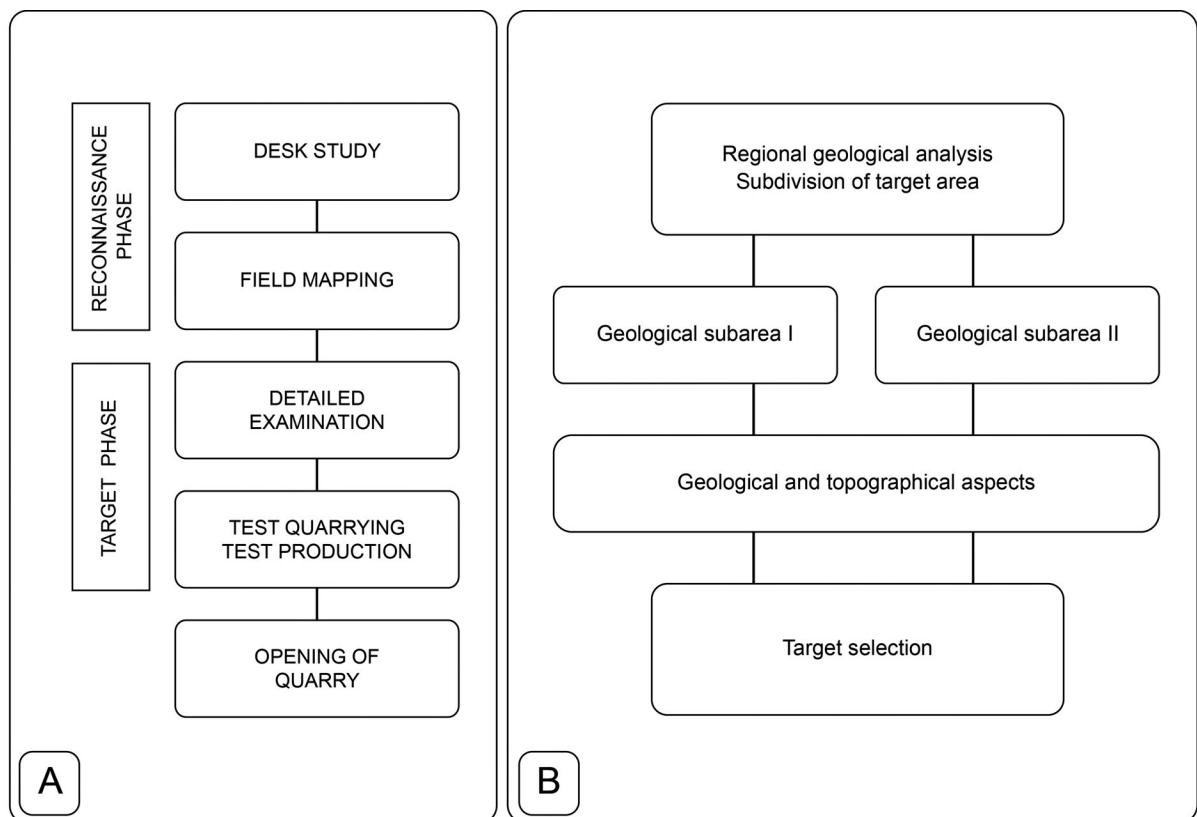 RECONNAISSANCE
PHASE
DESK STUDY
FIELD MAPPING
TARGET PHASE
DETAILED
EXAMINATION
TEST QUARRYING
TEST PRODUCTION
OPENING OF
QUARRY
A
Regional geological analysis
Subdivision of target area
Geological subarea I
Geological subarea II
Geological and topographical aspects
Target selection
B